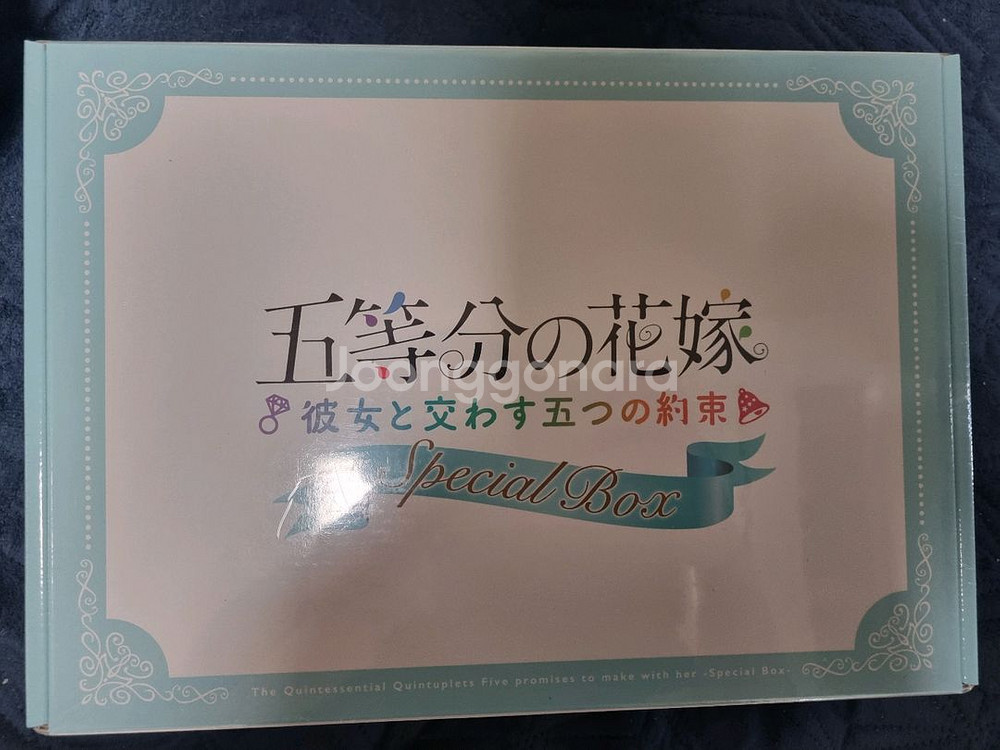 五等分の花嫁
Joonggonara
彼女と交わす五つの約束
Special Box
The Quintessential Quintuplets Five promises to make with her -Special Box-